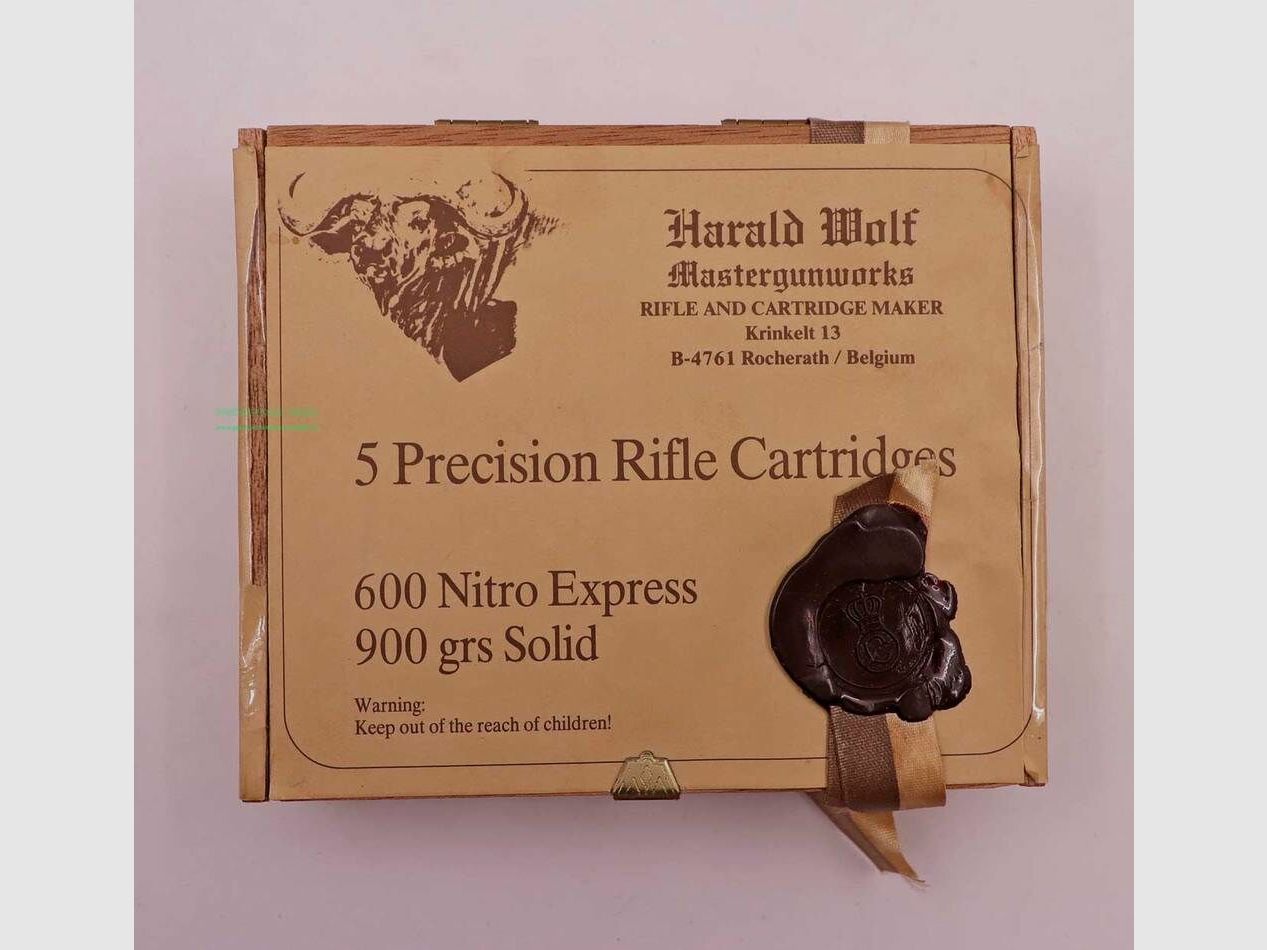 Harald Wolf
Mastergunworks
RIFLE AND CARTRIDGE MAKER
Krinkelt 13
B-4761 Rocherath / Belgium
5 Precision Rifle Cartridges
600 Nitro Express
900 grs Solid
Warning:
Keep out of the reach of children!